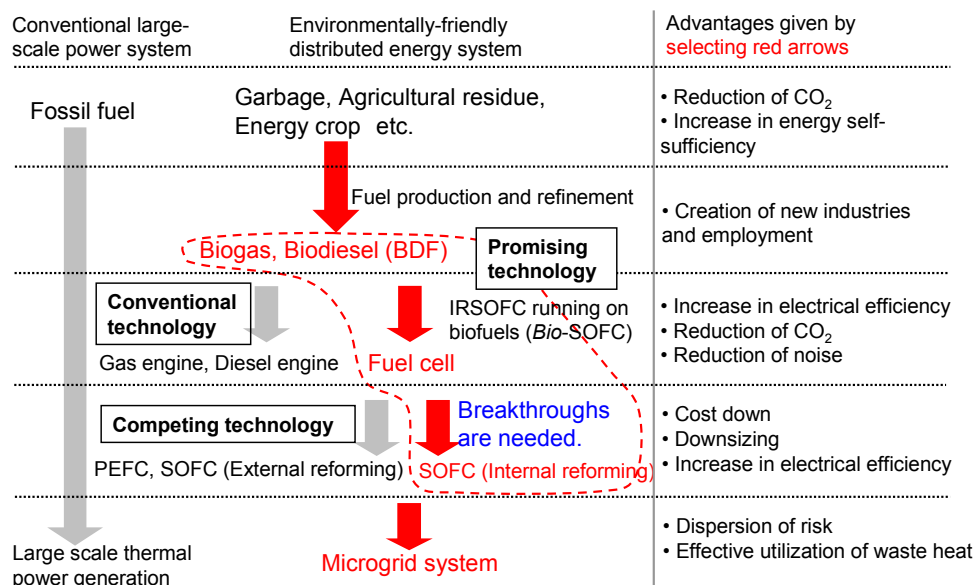 Conventional large-
scale power system
Environmentally-friendly
distributed energy system
Advantages given by
selecting red arrows
Fossil fuel
Garbage, Agricultural residue,
Energy crop etc.
• Reduction of CO₂
• Increase in energy self-
sufficiency
Fuel production and refinement
Biogas, Biodiesel (BDF)
Promising
technology
• Creation of new industries
and employment
Conventional
technology
IRSOFC running on
biofuels (Bio-SOFC)
Gas engine, Diesel engine
Fuel cell
• Increase in electrical efficiency
• Reduction of CO₂
• Reduction of noise
Competing technology
Breakthroughs
are needed.
PEFC, SOFC (External reforming)
SOFC (Internal reforming)
• Cost down
• Downsizing
• Increase in electrical efficiency
Large scale thermal
power generation
Microgrid system
• Dispersion of risk
• Effective utilization of waste heat